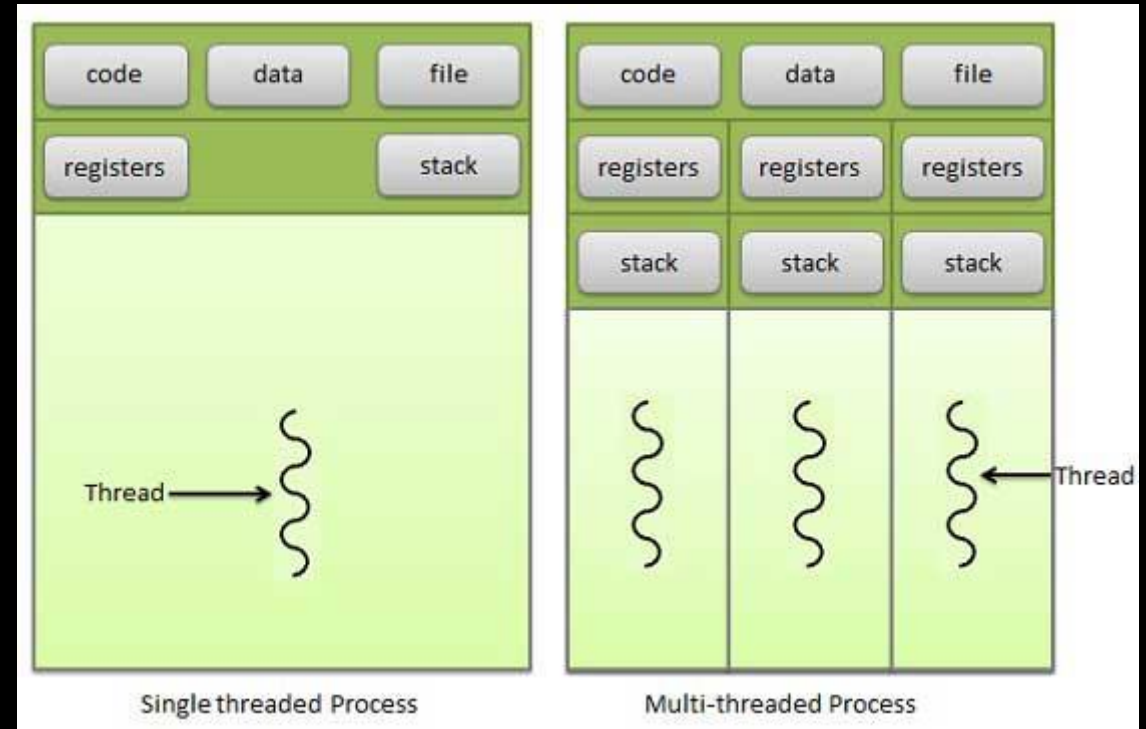 code data file
registers stack
Thread
Single threaded Process
code data file
registers registers registers
stack stack stack
Thread
Multi-threaded Process